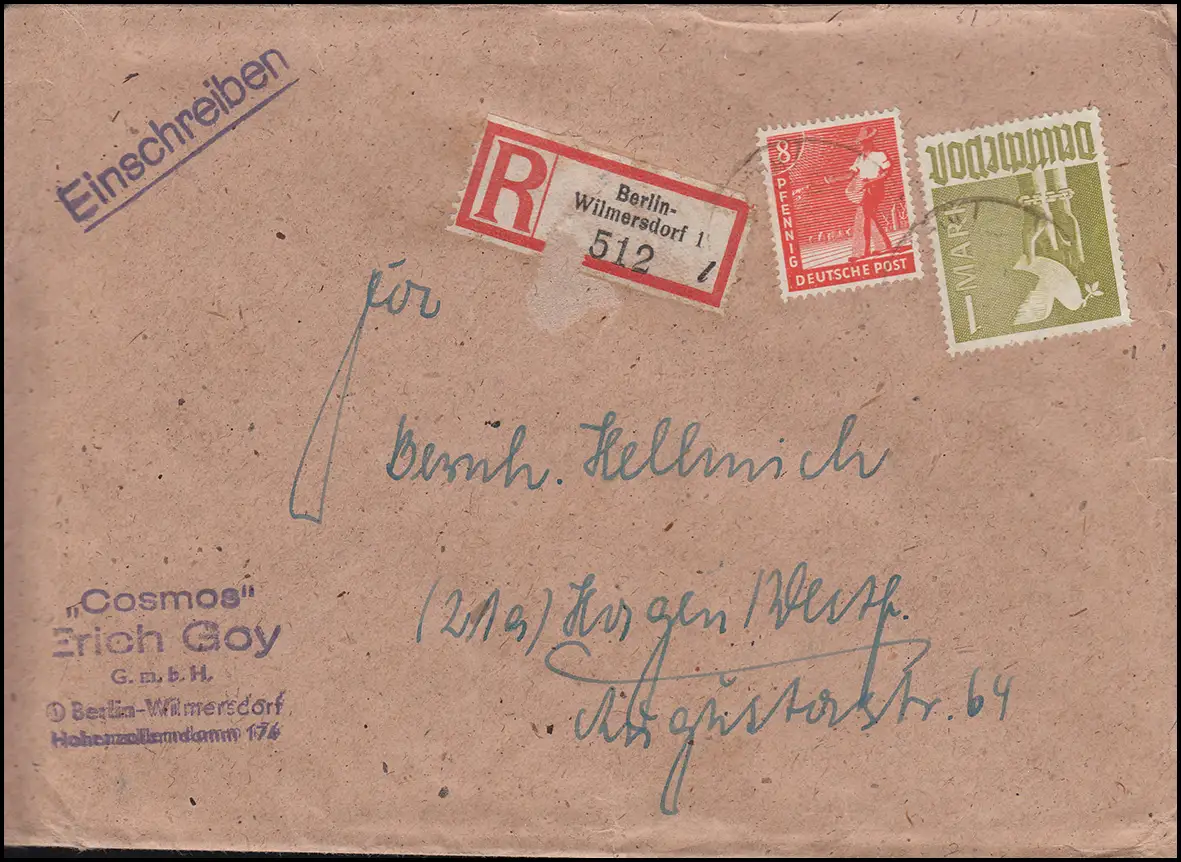 Einschreiben
R
Berlin-
Wilmersdorf 1
512 l
8
PFENNIG
DEUTSCHE POST
Deutsche Post
1 MARK
für
Bernh. Hellmich
(21a) Hagen/Westf.
Augustastr. 64
„Cosmos"
Erich Goy
G.m.b.H.
① Berlin-Wilmersdorf
Hohenzollerndamm 174